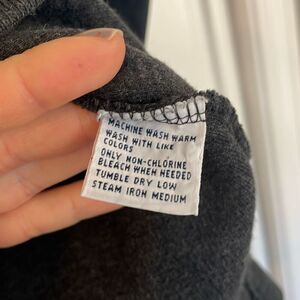 MACHINE WASH WARM
WASH WITH LIKE
COLORS
ONLY NON-CHLORINE
BLEACH WHEN NEEDED
TUMBLE DRY LOW
STEAM IRON MEDIUM